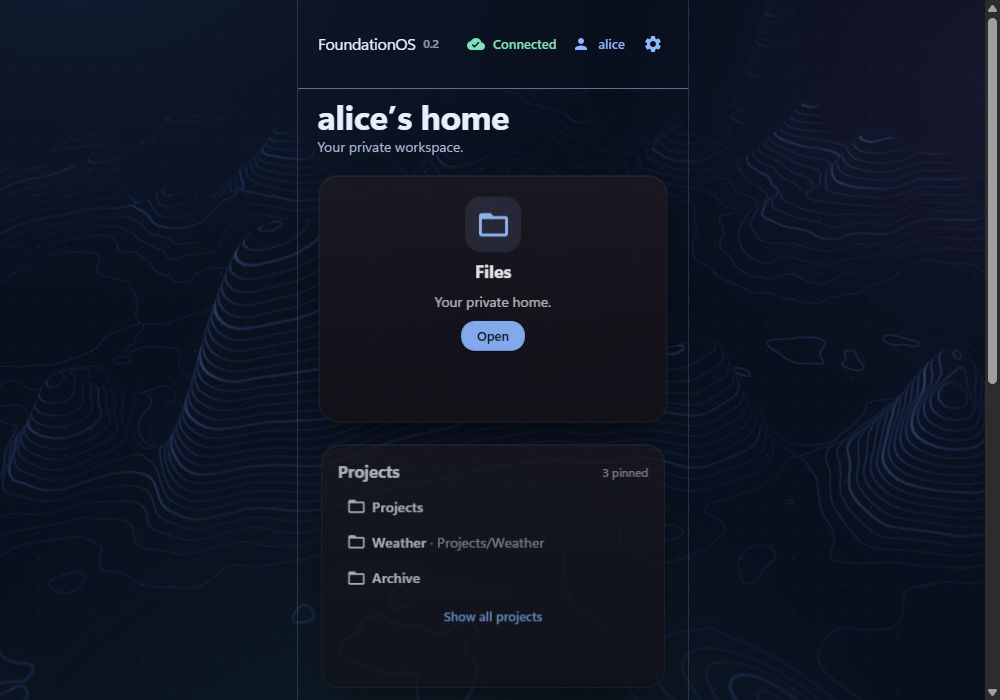 FoundationOS 0.2 Connected alice
alice’s home
Your private workspace.
Files
Your private home.
Open
Projects 3 pinned
Projects
Weather · Projects/Weather
Archive
Show all projects